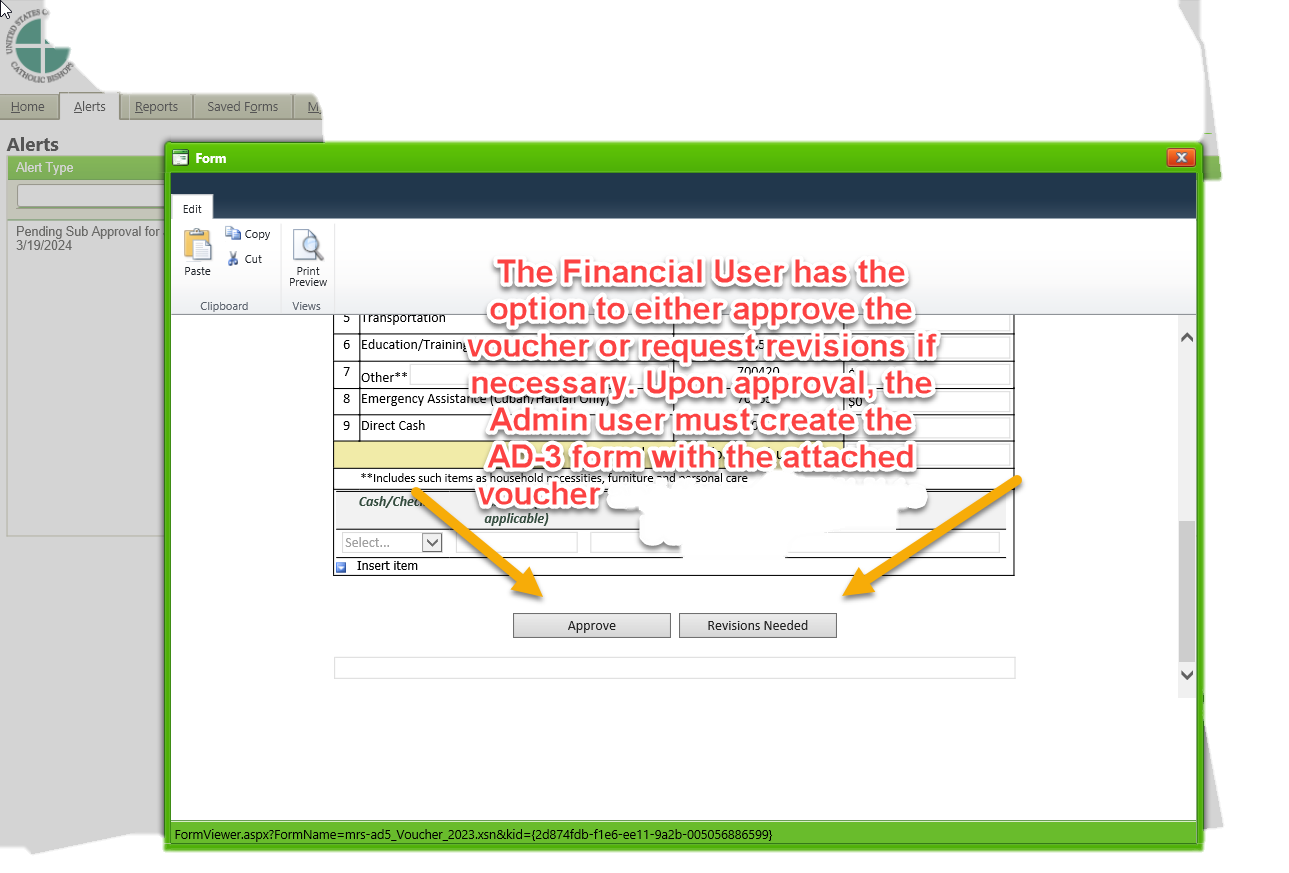 UNITED STATES C
CATHOLIC BISHOPS
Home Alerts Reports Saved Forms M
Alerts
Alert Type
Pending Sub Approval for
3/19/2024
Form
Edit
Paste
Copy
Cut
Clipboard
Print
Preview
Views
The Financial User has the
option to either approve the
voucher or request revisions if
necessary. Upon approval, the
Admin user must create the
AD-3 form with the attached
voucher
5 Transportation
6 Education/Training
7 Other** 700420
8 Emergency Assistance (Cuban/Haitian Only) $0
9 Direct Cash
**Includes such items as household necessities, furniture and personal care
Cash/Chec
applicable)
Select...
Insert item
Approve Revisions Needed
FormViewer.aspx?FormName=mrs-ad5_Voucher_2023.xsn&kid={2d874fdb-f1e6-ee11-9a2b-005056886599}